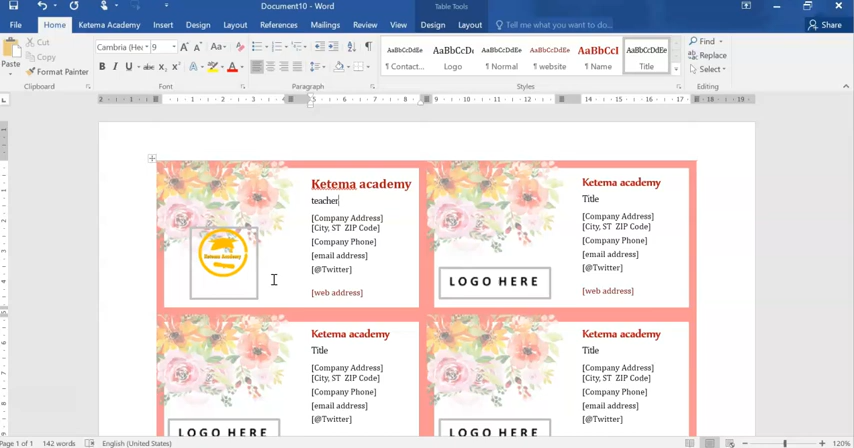 Document10 - Word
Table Tools
File
Home
Ketema Academy
Insert
Design
Layout
References
Mailings
Review
View
Design
Layout
Tell me what you want to do...
Share
Paste
Cut
Copy
Format Painter
Clipboard
Cambria (Hea
9
Font
Paragraph
AaBbCcDdEe
¶ Contact...
AaBbCcDc
Logo
AaBbCcDdEe
¶ Normal
AaBbCcDdEe
¶ website
AaBbCcI
¶ Name
AaBbCcDdEe
Title
Styles
Find
Replace
Select
Editing
Ketema academy
teacher
[Company Address]
[City, ST ZIP Code]
[Company Phone]
[email address]
[@Twitter]
[web address]
Ketema Academy
Ketema academy
Title
[Company Address]
[City, ST ZIP Code]
[Company Phone]
[email address]
[@Twitter]
[web address]
LOGO HERE
Ketema academy
Title
[Company Address]
[City, ST ZIP Code]
[Company Phone]
[email address]
[@Twitter]
LOGO HERE
Ketema academy
Title
[Company Address]
[City, ST ZIP Code]
[Company Phone]
[email address]
[@Twitter]
LOGO HERE
Page 1 of 1
142 words
English (United States)
120%